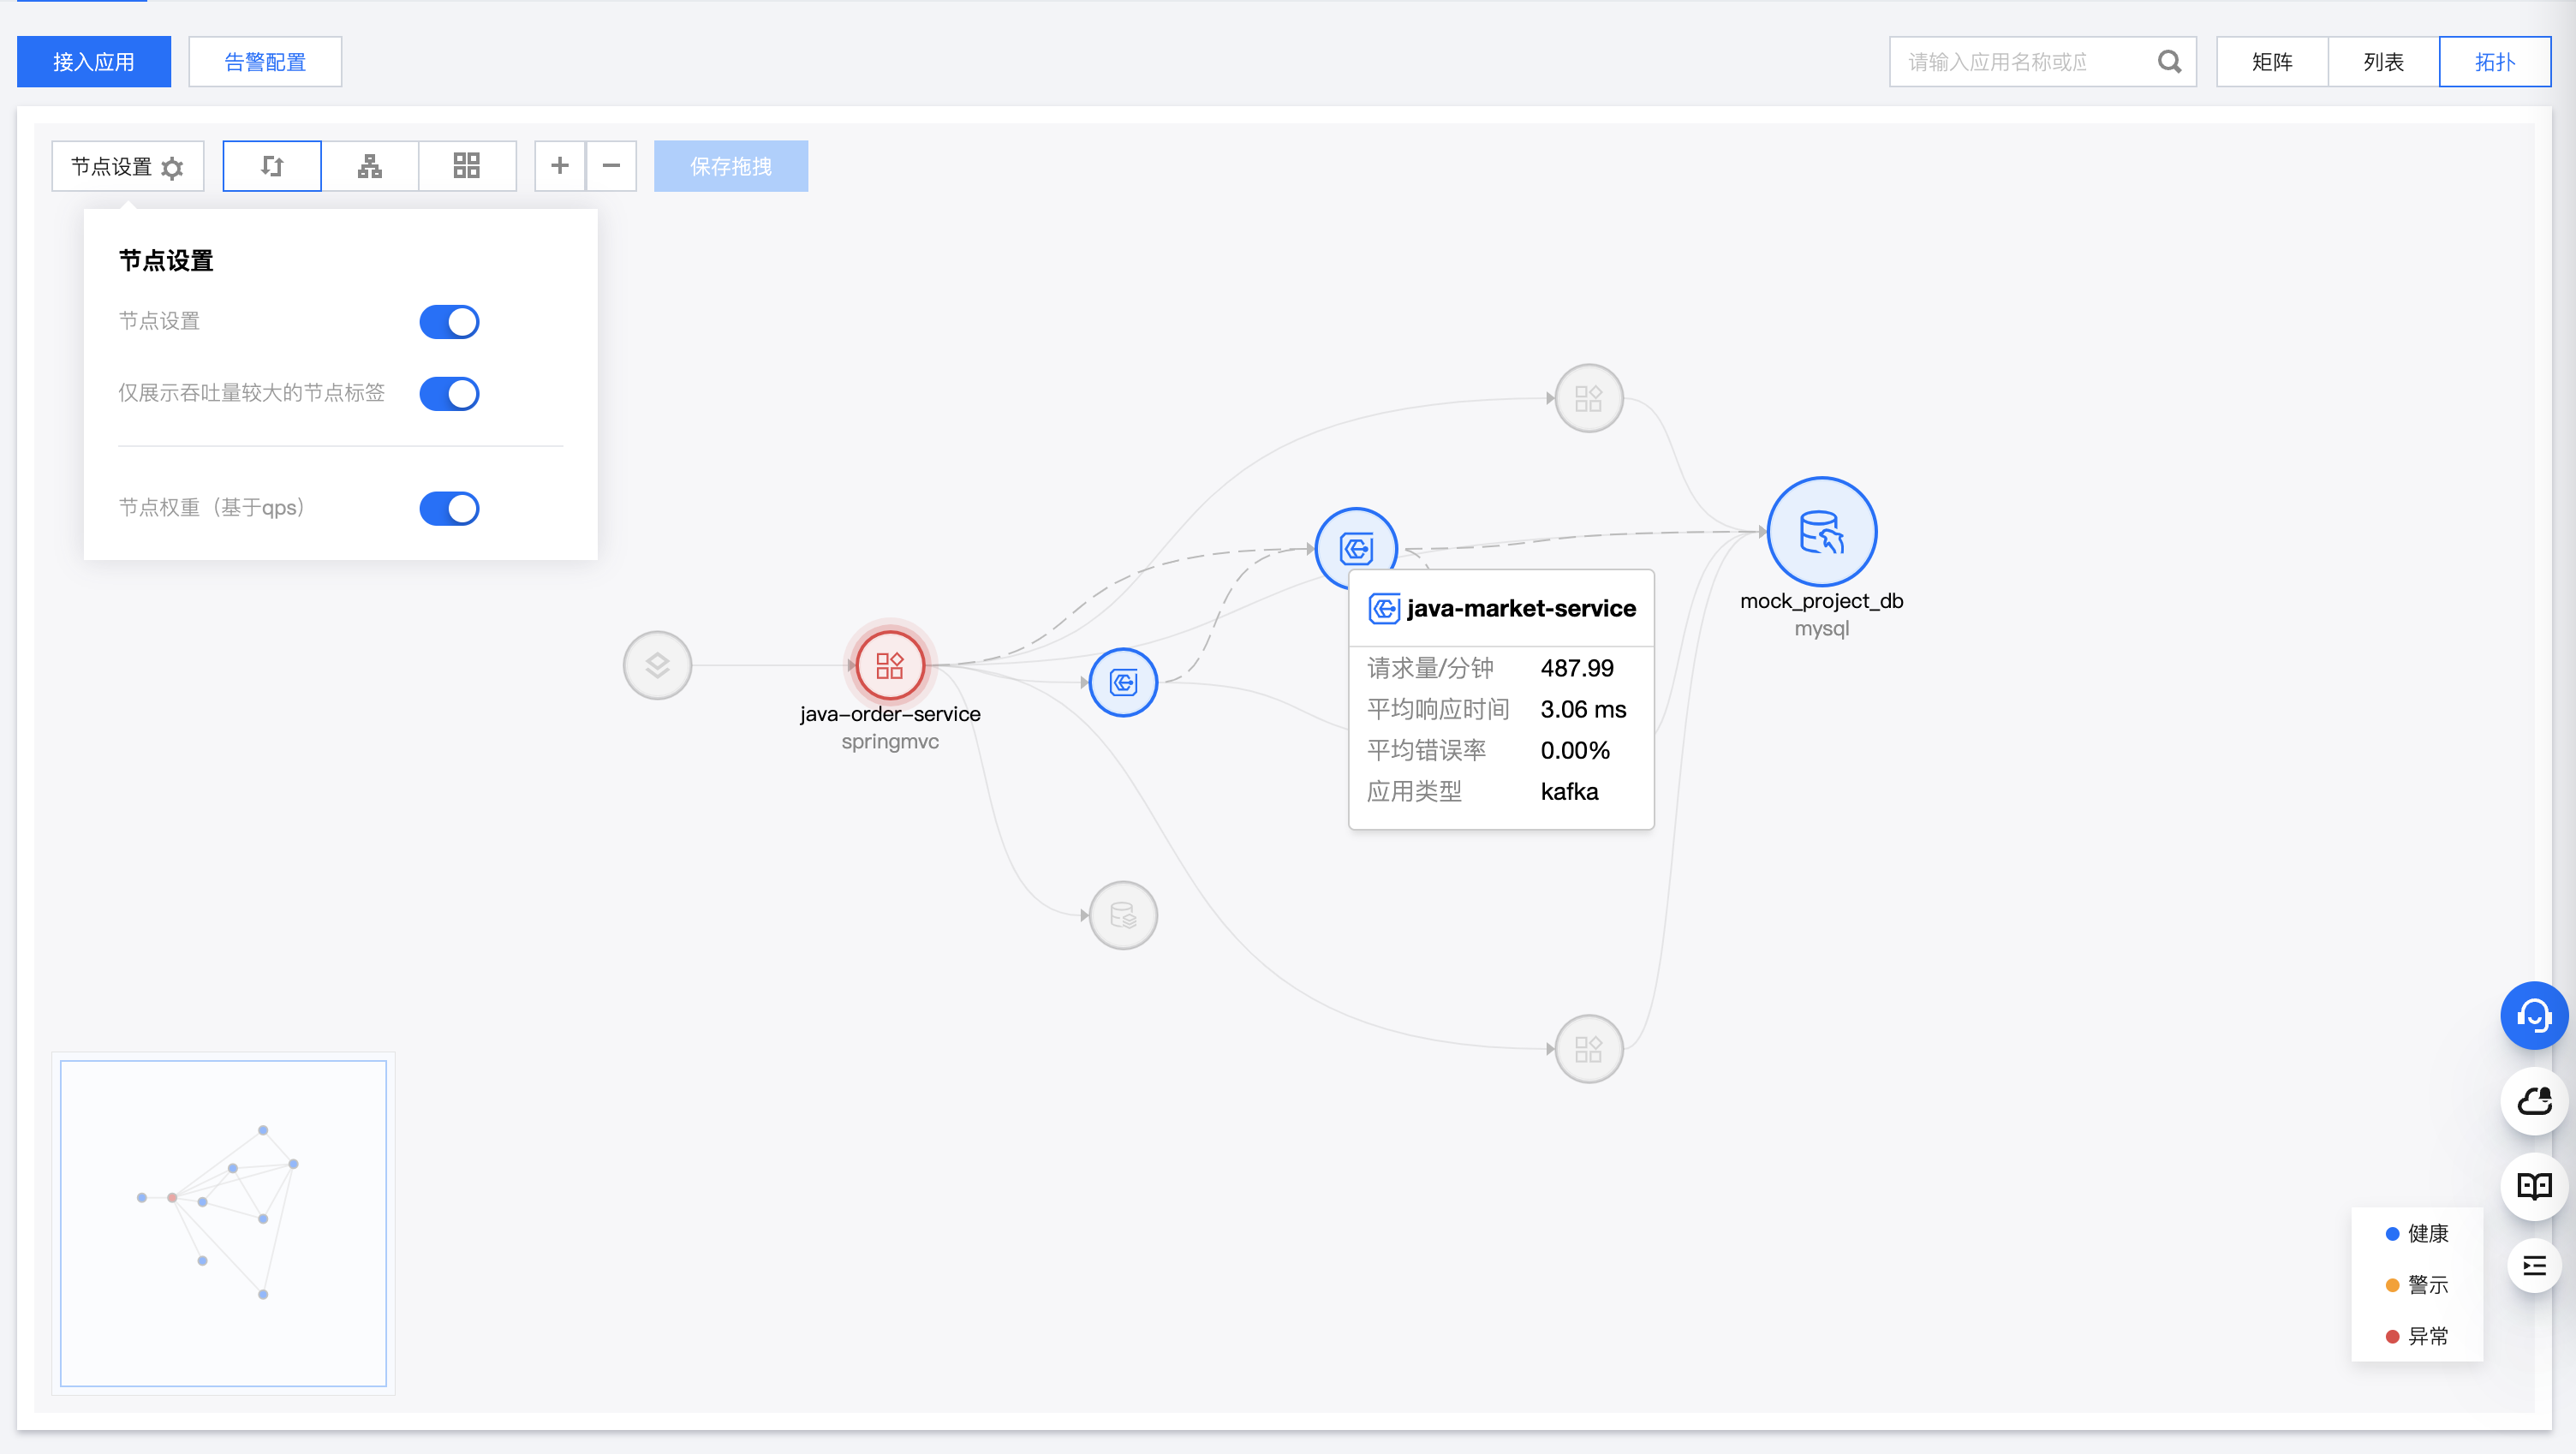 接入应用
告警配置
请输入应用名称或应
矩阵
列表
拓扑
节点设置
保存拖拽
节点设置
节点设置
仅展示吞吐量较大的节点标签
节点权重（基于qps）
java-order-service
springmvc
mock_project_db
mysql
java-market-service
请求量/分钟 487.99
平均响应时间 3.06 ms
平均错误率 0.00%
应用类型 kafka
健康
警示
异常